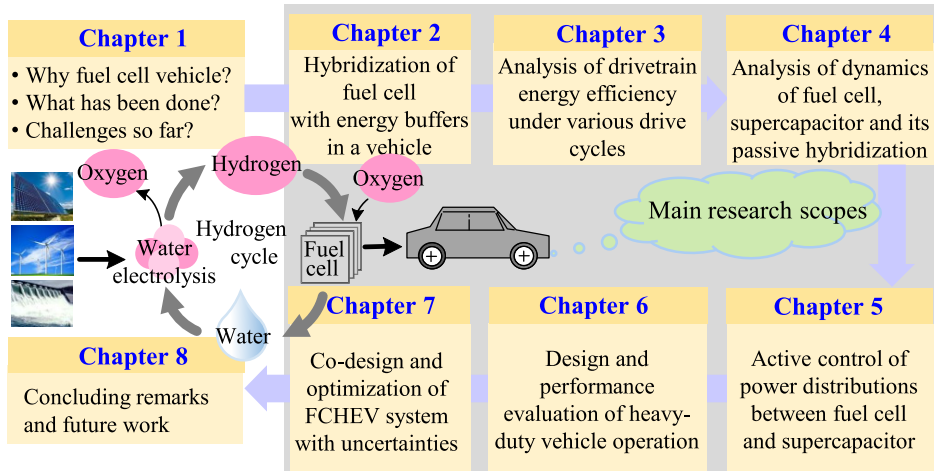 Chapter 1
• Why fuel cell vehicle?
• What has been done?
• Challenges so far?
Chapter 2
Hybridization of
fuel cell
with energy buffers
in a vehicle
Chapter 3
Analysis of drivetrain
energy efficiency
under various drive
cycles
Chapter 4
Analysis of dynamics
of fuel cell,
supercapacitor and its
passive hybridization
Oxygen
Hydrogen
Oxygen
Water
electrolysis
Hydrogen
cycle
Fuel
cell
Water
Main research scopes
Chapter 5
Active control of
power distributions
between fuel cell
and supercapacitor
Chapter 6
Design and
performance
evaluation of heavy-
duty vehicle operation
Chapter 7
Co-design and
optimization of
FCHEV system
with uncertainties
Chapter 8
Concluding remarks
and future work